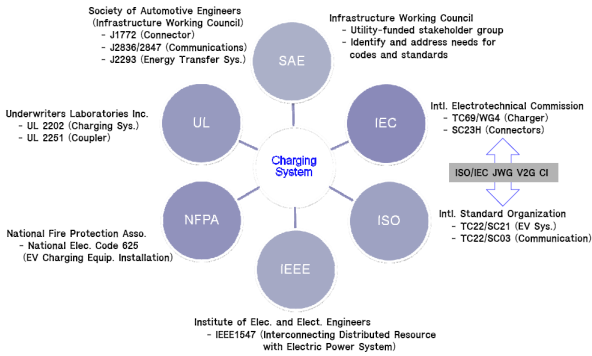 Society of Automotive Engineers
(Infrastructure Working Council)
- J1772 (Connector)
- J2836/2847 (Communications)
- J2293 (Energy Transfer Sys.)
SAE
Infrastructure Working Council
- Utility-funded stakeholder group
- Identify and address needs for
codes and standards
Underwriters Laboratories Inc.
- UL 2202 (Charging Sys.)
- UL 2251 (Coupler)
UL
IEC
Intl. Electrotechnical Commission
- TC69/WG4 (Charger)
- SC23H (Connectors)
Charging
System
ISO/IEC JWG V2G CI
National Fire Protection Asso.
- National Elec. Code 625
(EV Charging Equip. Installation)
NFPA
ISO
Intl. Standard Organization
- TC22/SC21 (EV Sys.)
- TC22/SC03 (Communication)
IEEE
Institute of Elec. and Elect. Engineers
- IEEE1547 (Interconnecting Distributed Resource
with Electric Power System)